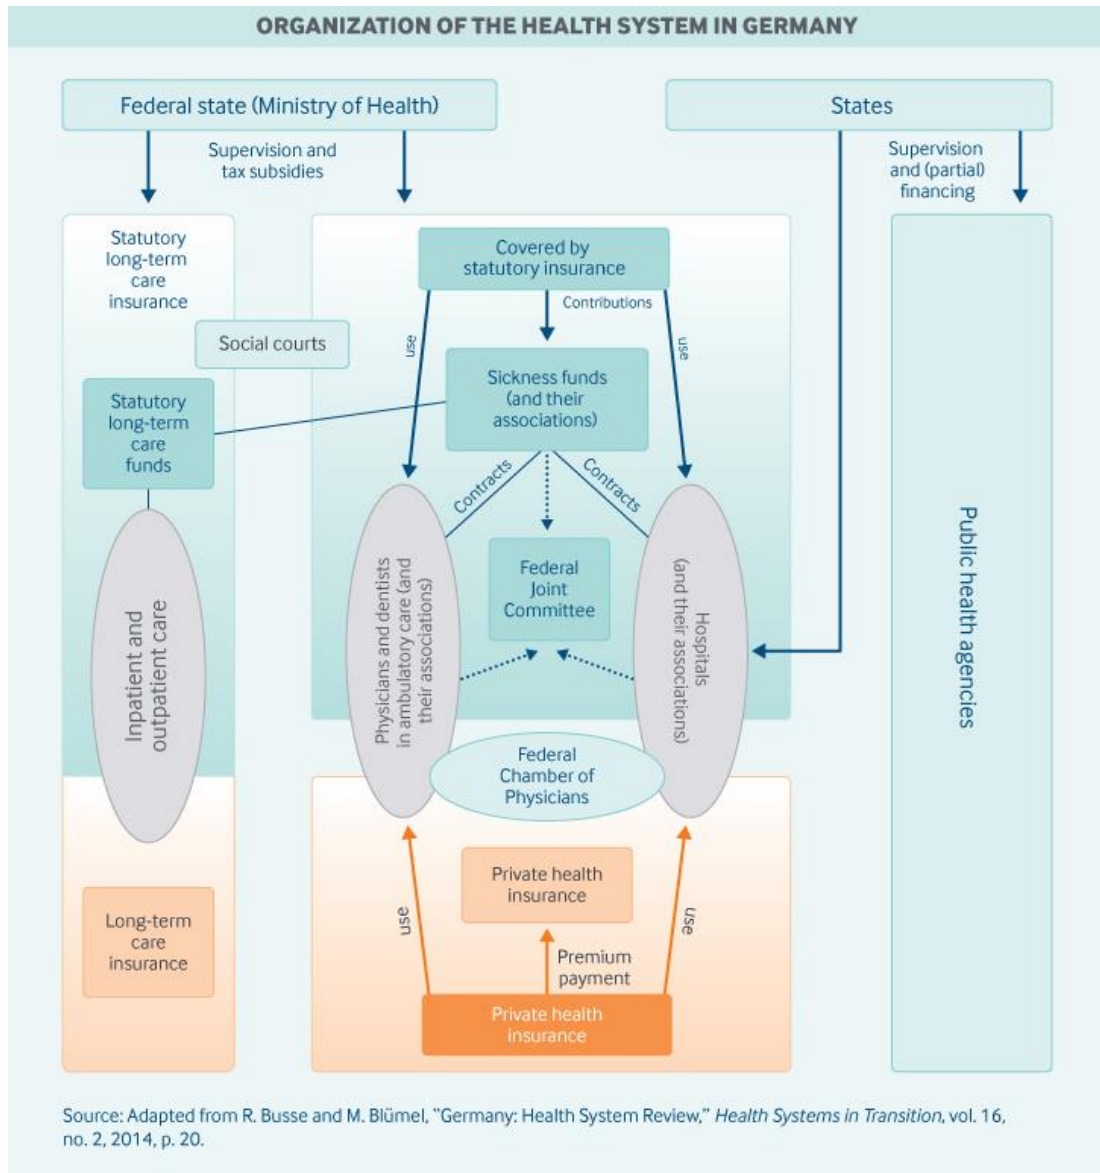 ORGANIZATION OF THE HEALTH SYSTEM IN GERMANY
Federal state (Ministry of Health)
States
Supervision and
tax subsidies
Supervision
and (partial)
financing
Statutory
long-term
care
insurance
Covered by
statutory insurance
Contributions
use
use
Social courts
Sickness funds
(and their
associations)
Statutory
long-term
care
funds
Contracts
Contracts
Federal
Joint
Committee
Inpatient and
outpatient care
Physicians and dentists
in ambulatory care (and
their associations)
Hospitals
(and their associations)
Public health agencies
Federal
Chamber of
Physicians
Private health
insurance
Long-term
care
insurance
use
use
Premium
payment
Private health
insurance
Source: Adapted from R. Busse and M. Blümel, "Germany: Health System Review," Health Systems in Transition, vol. 16,
no. 2, 2014, p. 20.